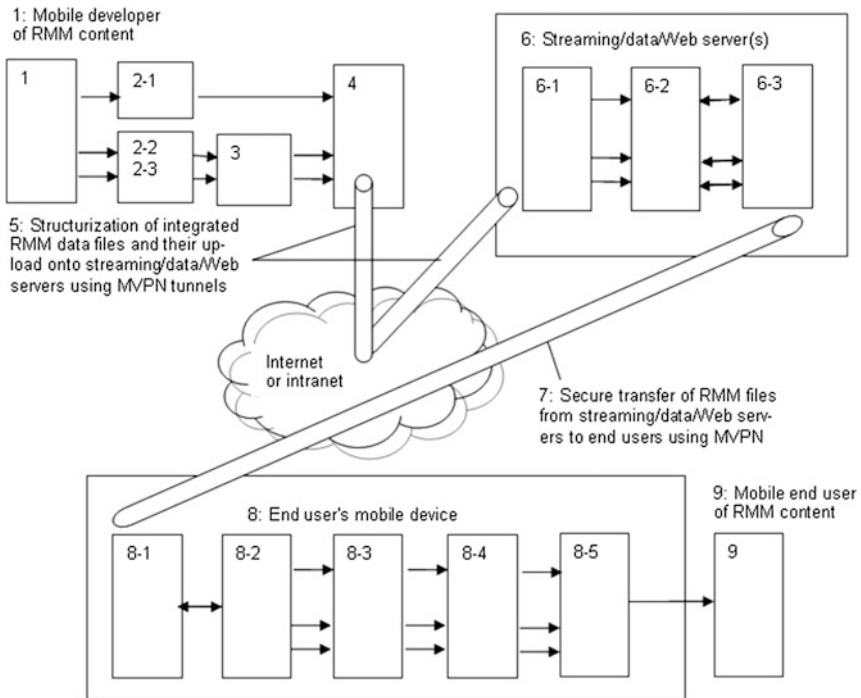 1: Mobile developer
of RMM content
1
2-1
2-2
2-3
3
4
6: Streaming/data/Web server(s)
6-1
6-2
6-3
5: Structurization of integrated
RMM data files and their up-
load onto streaming/data/Web
servers using MVPN tunnels
Internet
or intranet
7: Secure transfer of RMM files
from streaming/data/Web serv-
ers to end users using MVPN
8: End user's mobile device
8-1
8-2
8-3
8-4
8-5
9: Mobile end user
of RMM content
9